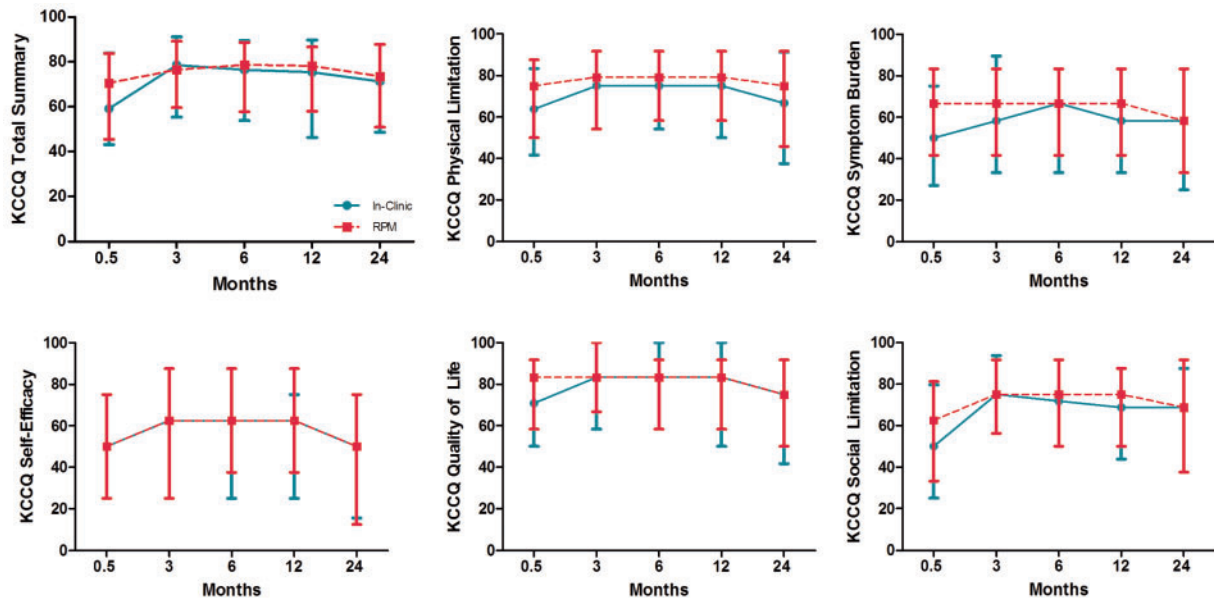 KCCQ Total Summary
100
80
60
40
20
0
In-Clinic
RPM
0.5 3 6 12 24
Months
KCCQ Physical Limitation
100
80
60
40
20
0
0.5 3 6 12 24
Months
KCCQ Symptom Burden
100
80
60
40
20
0
0.5 3 6 12 24
Months
KCCQ Self-Efficacy
100
80
60
40
20
0
0.5 3 6 12 24
Months
KCCQ Quality of Life
100
80
60
40
20
0
0.5 3 6 12 24
Months
KCCQ Social LImitation
100
80
60
40
20
0
0.5 3 6 12 24
Months